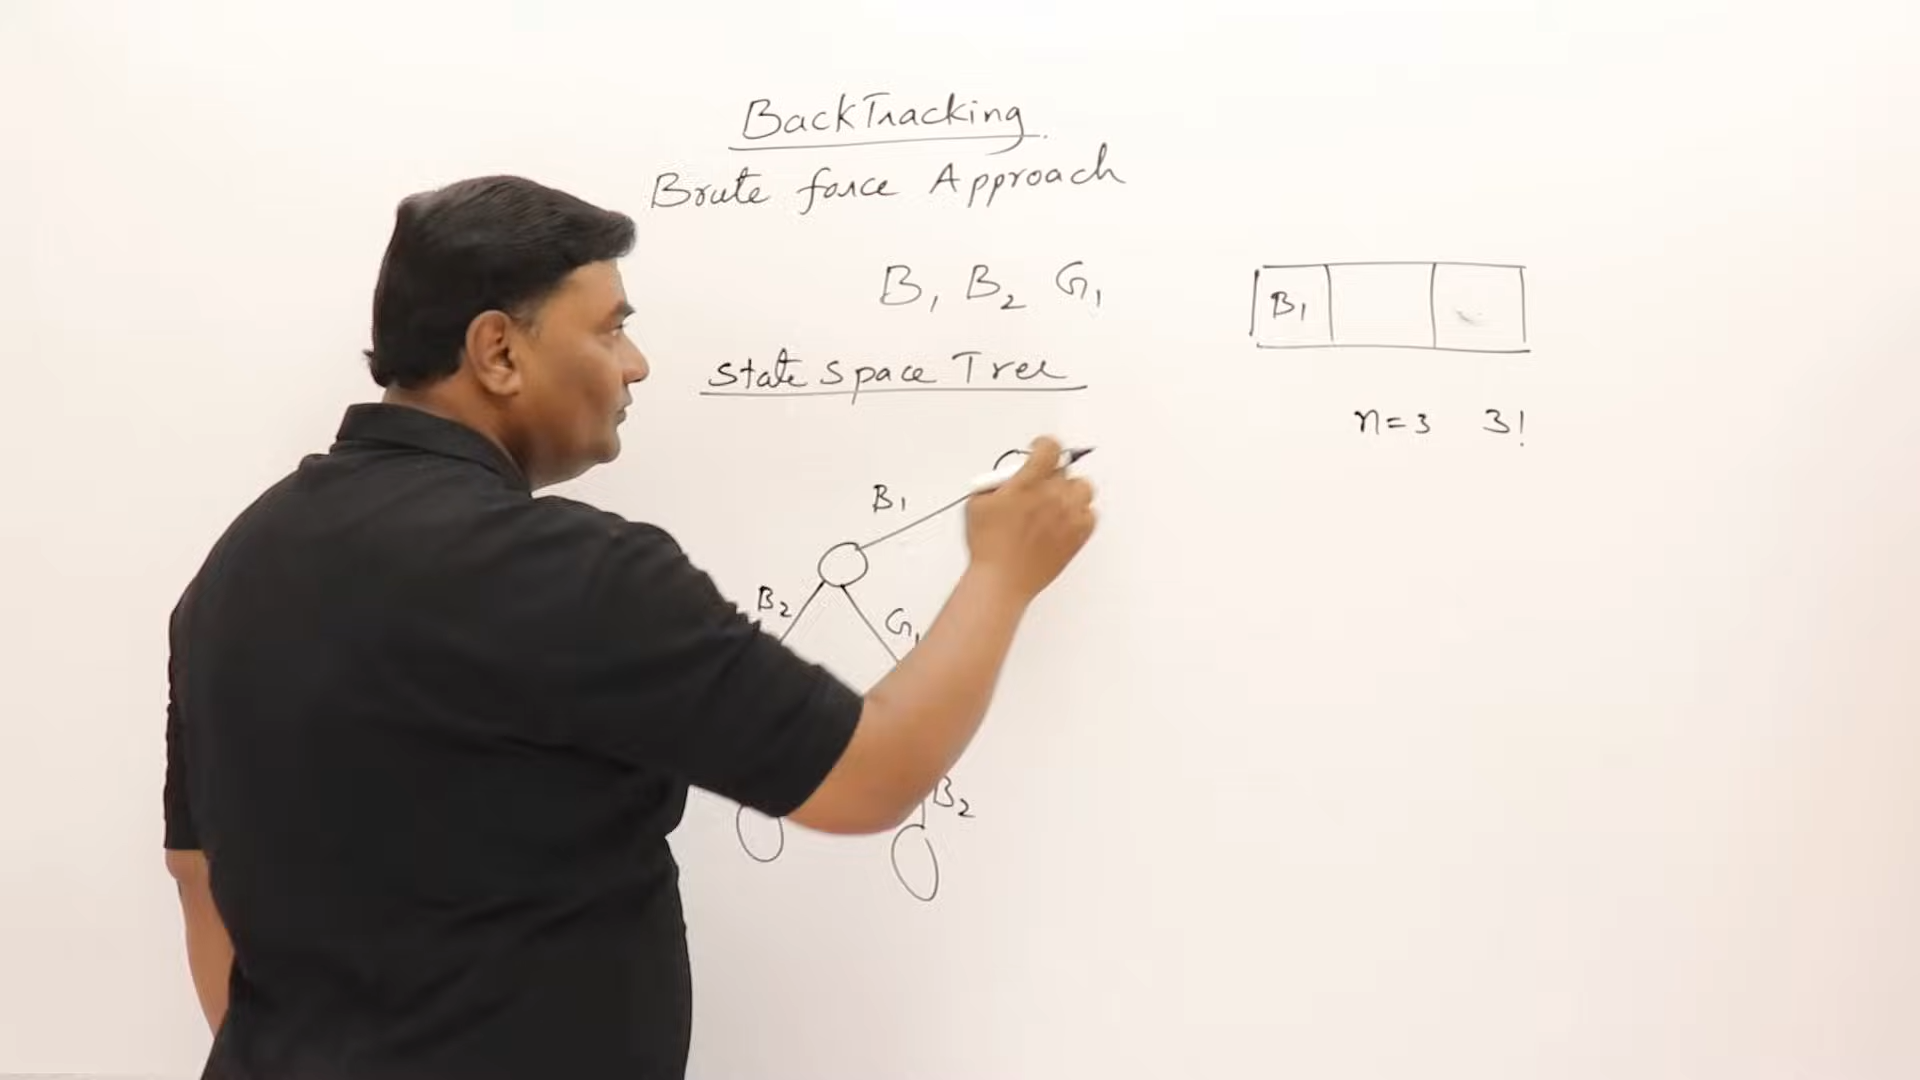 BackTracking
Brute force Approach
B1 B2 G1
B1
State Space Tree
n=3 3!
B1
B2 G1
B2